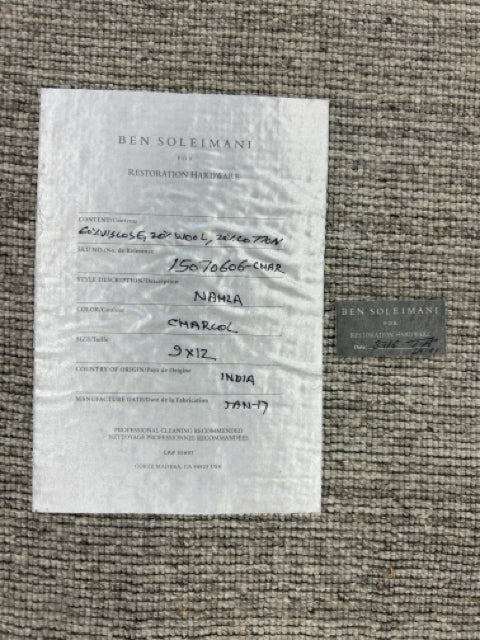 BEN SOLEIMANI
FOR
RESTORATION HARDWARE
CONTENT/Contenu
60%VISCOSE, 20% WOOL, 20%COTTON
SKU NO./No. de Reference
15070606-CHAR
STYLE DESCRIPTION/Description
NAHLA
COLOR/Couleur
CHARCOL
SIZE/Taille
9X12
COUNTRY OF ORIGIN/Pays de Origine
INDIA
MANUFACTURE DATE/Date de la Fabrication
JAN-17
PROFESSIONAL CLEANING RECOMMENDED
NETTOYAGE PROFESSIONNEL RECOMMANDÉES
CORTE MADERA, CA 94925 USA
BEN SOLEIMANI
FOR
RESTORATION HARDWARE
Date